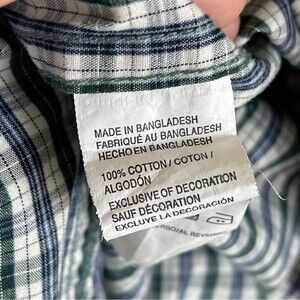 MADE IN BANGLADESH
FABRIQUÉ AU BANGLADESH
HECHO EN BANGLADESH
100% COTTON / COTON /
ALGODÓN
EXCLUSIVE OF DECORATION
SAUF DÉCORATION
EXCLUYE LA DECORACIÓN